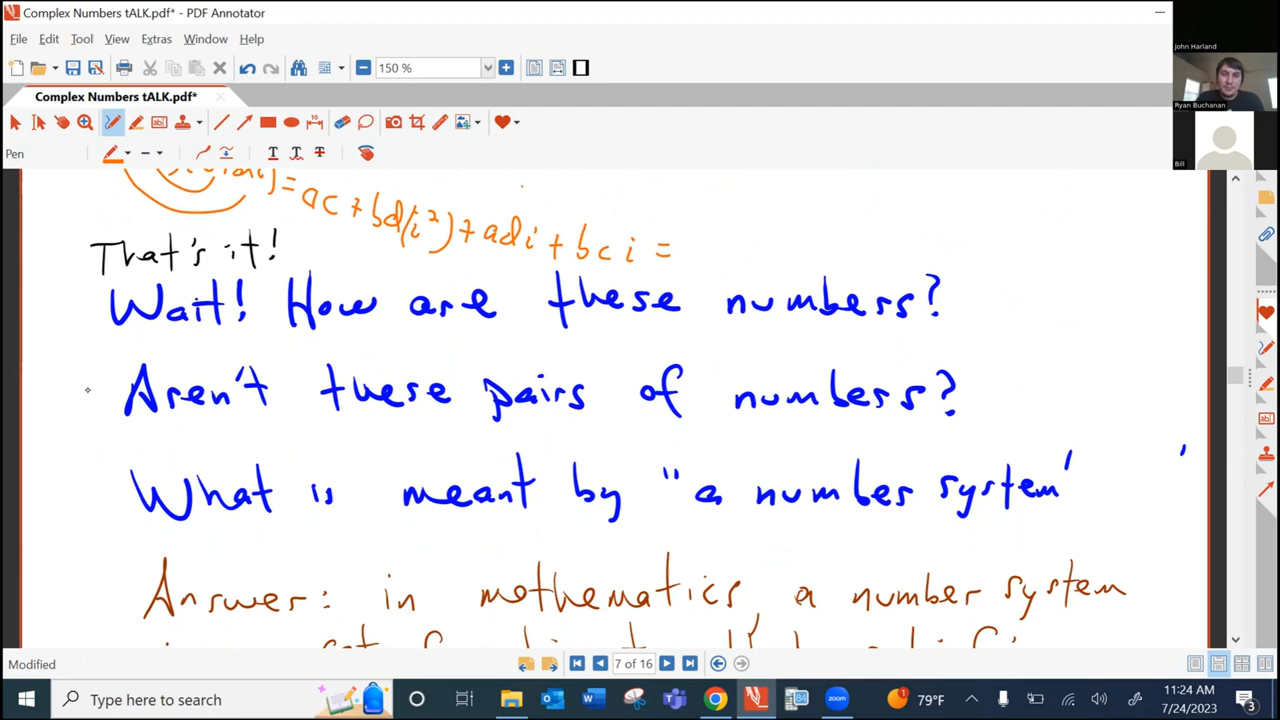 Complex Numbers tALK.pdf* - PDF Annotator
File Edit Tool View Extras Window Help
150 %
Complex Numbers tALK.pdf*
Pen
John Harland
Ryan Buchanan
Bill
= ac + bd(i²) + adi + bci =
That's it!
Wait! How are these numbers?
Aren't these pairs of numbers?
What is meant by "a number system"
Answer: in mathematics, a number system
Modified
7 of 16
Type here to search
79°F
11:24 AM
7/24/2023
3